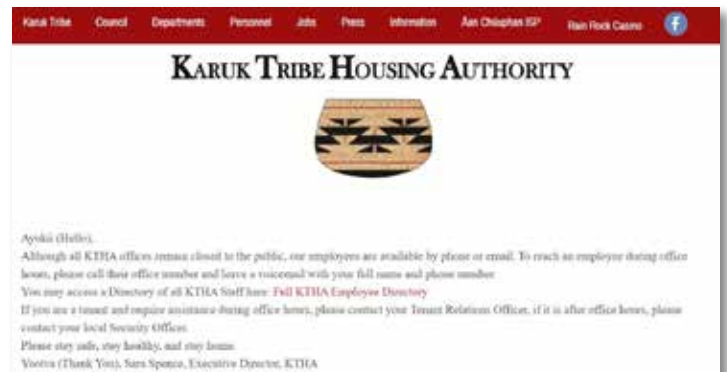 Karuk Tribe Council Departments Personnel Jobs Press Information Áan Chúuphan ISP Rain Rock Casino f
KARUK TRIBE HOUSING AUTHORITY
Ayukii (Hello),
Although all KTHA offices remain closed to the public, our employees are available by phone or email. To reach an employee during office
hours, please call their office number and leave a voicemail with your full name and phone number.
You may access a Directory of all KTHA Staff here: Full KTHA Employee Directory
If you are a tenant and require assistance during office hours, please contact your Tenant Relations Officer, if it is after office hours, please
contact your local Security Officer.
Please stay safe, stay healthy, and stay home.
Yootva (Thank You), Sara Spence, Executive Director, KTHA